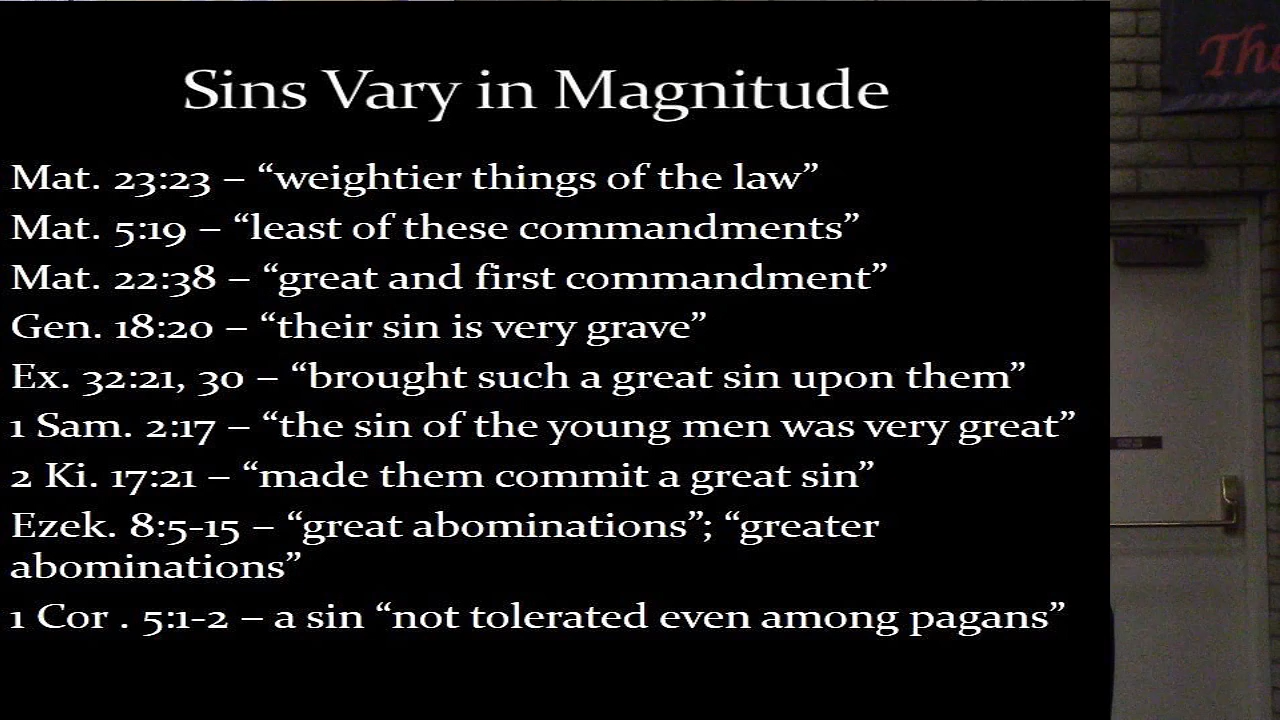 Sins Vary in Magnitude
Mat. 23:23 – “weightier things of the law”
Mat. 5:19 – “least of these commandments”
Mat. 22:38 – “great and first commandment”
Gen. 18:20 – “their sin is very grave”
Ex. 32:21, 30 – “brought such a great sin upon them”
1 Sam. 2:17 – “the sin of the young men was very great”
2 Ki. 17:21 – “made them commit a great sin”
Ezek. 8:5-15 – “great abominations”; “greater
abominations”
1 Cor . 5:1-2 – a sin “not tolerated even among pagans”